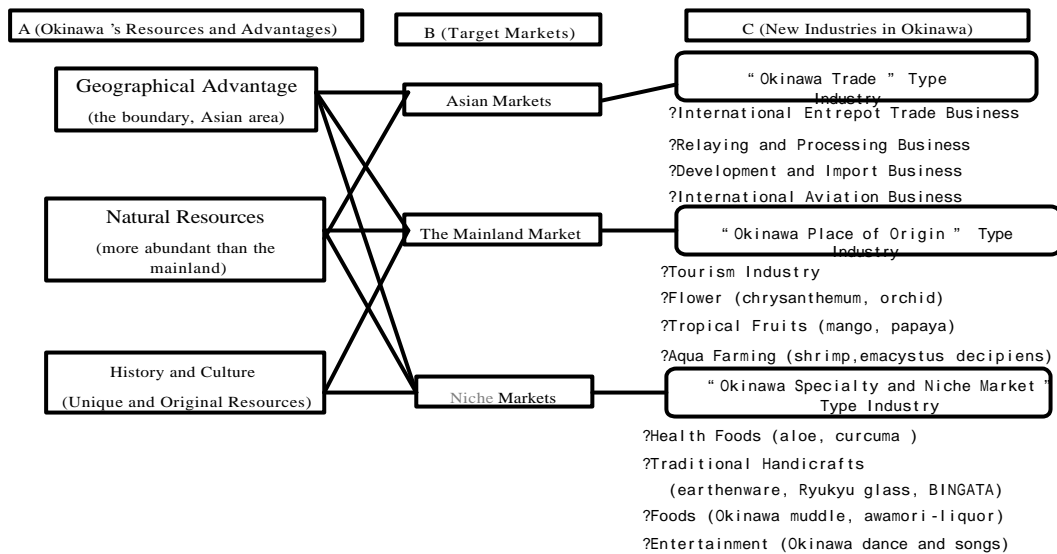 A (Okinawa 's Resources and Advantages)
B (Target Markets)
C (New Industries in Okinawa)
Geographical Advantage
(the boundary, Asian area)
Natural Resources
(more abundant than the
mainland)
History and Culture
(Unique and Original Resources)
Asian Markets
The Mainland Market
Niche Markets
“Okinawa Trade ” Type
Industry
?International Entrepot Trade Business
?Relaying and Processing Business
?Development and Import Business
?International Aviation Business
“Okinawa Place of Origin ” Type
Industry
?Tourism Industry
?Flower (chrysanthemum, orchid)
?Tropical Fruits (mango, papaya)
?Aqua Farming (shrimp,emacystus decipiens)
“Okinawa Specialty and Niche Market ”
Type Industry
?Health Foods (aloe, curcuma )
?Traditional Handicrafts
(earthenware, Ryukyu glass, BINGATA)
?Foods (Okinawa muddle, awamori-liquor)
?Entertainment (Okinawa dance and songs)